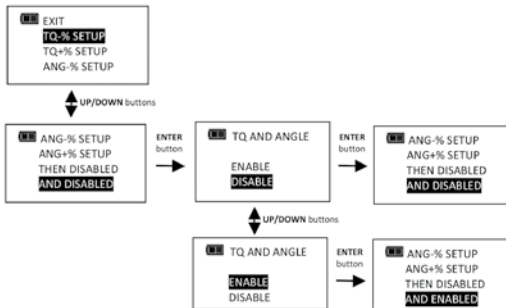 EXIT
TQ-% SETUP
TQ+% SETUP
ANG-% SETUP
UP/DOWN buttons
ANG-% SETUP
ANG+% SETUP
THEN DISABLED
AND DISABLED
ENTER
button
TQ AND ANGLE
ENABLE
DISABLE
ENTER
button
ANG-% SETUP
ANG+% SETUP
THEN DISABLED
AND DISABLED
UP/DOWN buttons
TQ AND ANGLE
ENABLE
DISABLE
ENTER
button
ANG-% SETUP
ANG+% SETUP
THEN DISABLED
AND ENABLED